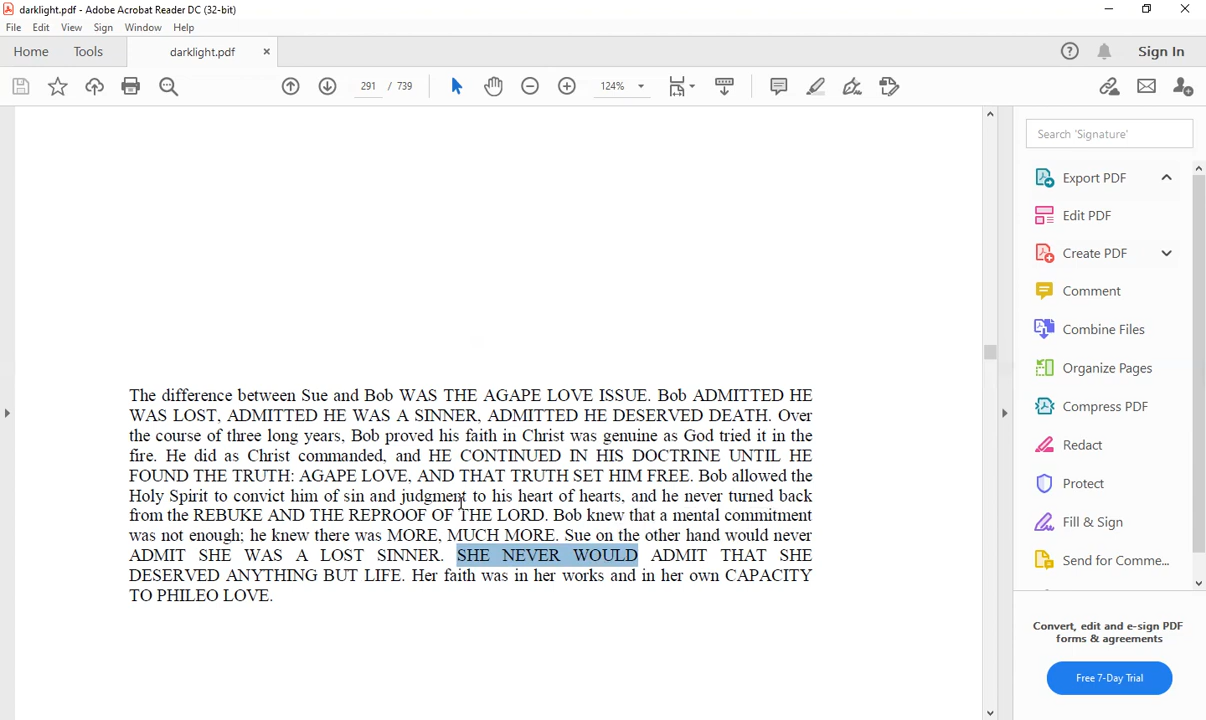 darklight.pdf - Adobe Acrobat Reader DC (32-bit)
File Edit View Sign Window Help
Home Tools darklight.pdf × Sign In
291 / 739 124%
Search 'Signature'
Export PDF
Edit PDF
Create PDF
Comment
Combine Files
Organize Pages
Compress PDF
Redact
Protect
Fill & Sign
Send for Comme...
Convert, edit and e-sign PDF
forms & agreements
Free 7-Day Trial
The difference between Sue and Bob WAS THE AGAPE LOVE ISSUE. Bob ADMITTED HE
WAS LOST, ADMITTED HE WAS A SINNER, ADMITTED HE DESERVED DEATH. Over
the course of three long years, Bob proved his faith in Christ was genuine as God tried it in the
fire. He did as Christ commanded, and HE CONTINUED IN HIS DOCTRINE UNTIL HE
FOUND THE TRUTH: AGAPE LOVE, AND THAT TRUTH SET HIM FREE. Bob allowed the
Holy Spirit to convict him of sin and judgment to his heart of hearts, and he never turned back
from the REBUKE AND THE REPROOF OF THE LORD. Bob knew that a mental commitment
was not enough; he knew there was MORE, MUCH MORE. Sue on the other hand would never
ADMIT SHE WAS A LOST SINNER. SHE NEVER WOULD ADMIT THAT SHE
DESERVED ANYTHING BUT LIFE. Her faith was in her works and in her own CAPACITY
TO PHILEO LOVE.